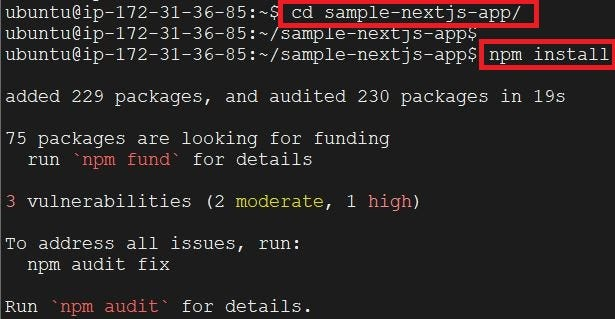 ubuntu@ip-172-31-36-85:~$ cd sample-nextjs-app/
ubuntu@ip-172-31-36-85:~/sample-nextjs-app$
ubuntu@ip-172-31-36-85:~/sample-nextjs-app$ npm install
added 229 packages, and audited 230 packages in 19s
75 packages are looking for funding
  run `npm fund` for details
3 vulnerabilities (2 moderate, 1 high)
To address all issues, run:
  npm audit fix
Run `npm audit` for details.